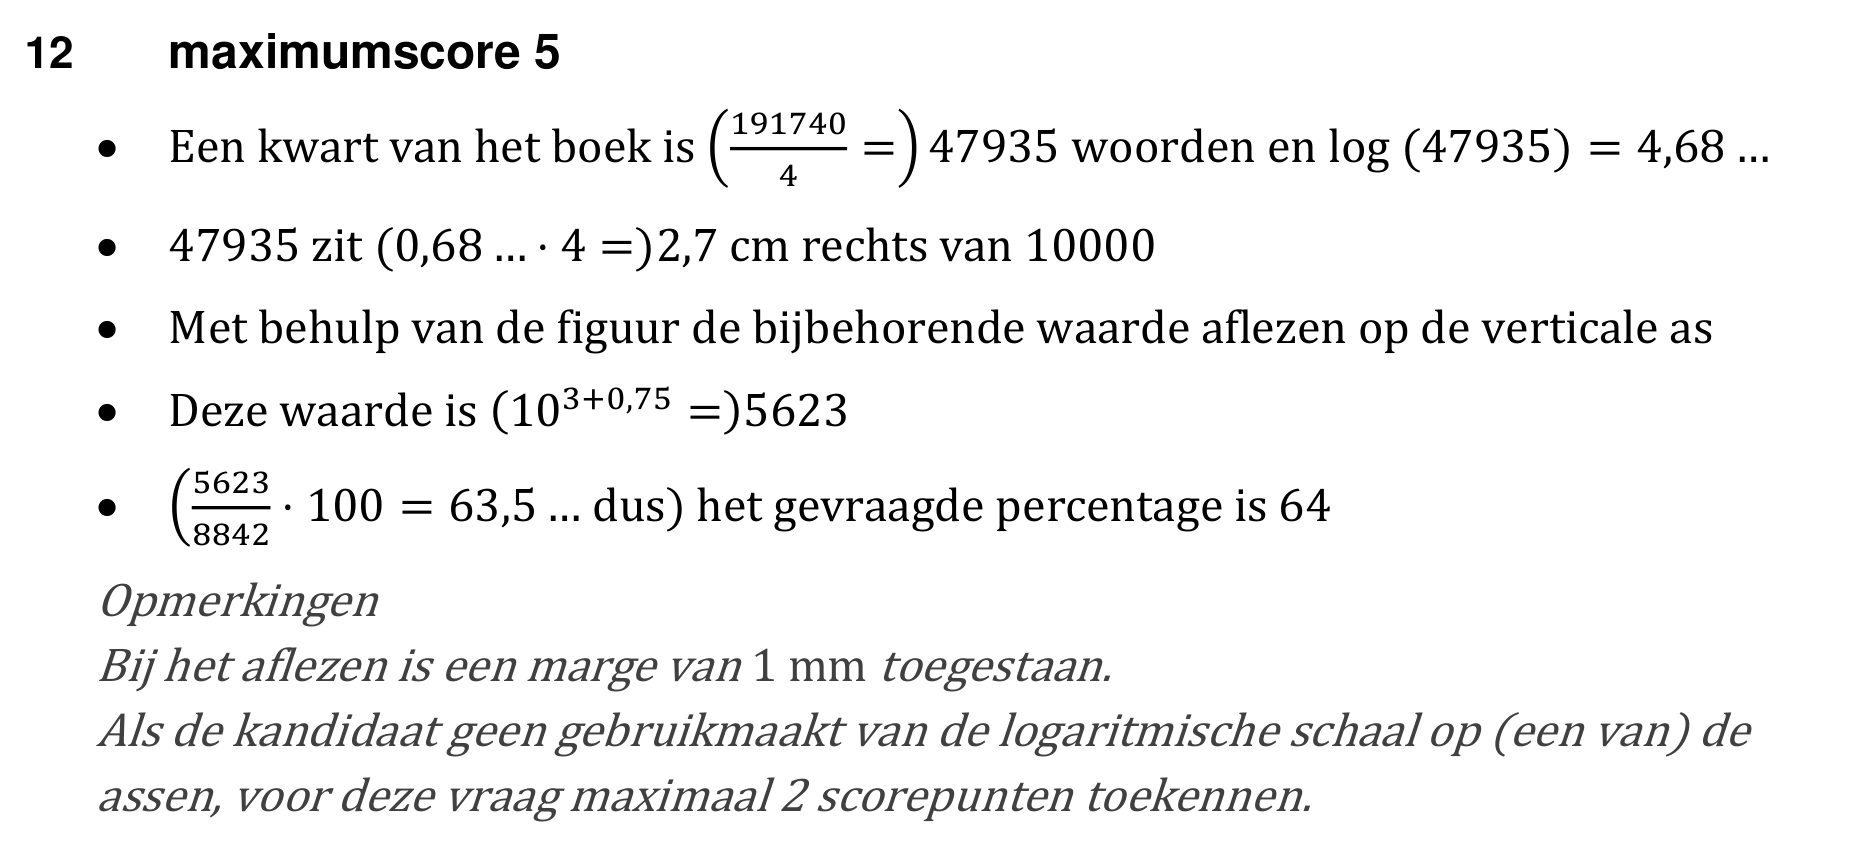 12 maximumscore 5
• Een kwart van het boek is (191740/4 =) 47935 woorden en log (47935) = 4,68 ...
• 47935 zit (0,68 ... · 4 =)2,7 cm rechts van 10000
• Met behulp van de figuur de bijbehorende waarde aflezen op de verticale as
• Deze waarde is (10^{3+0,75} =)5623
• (5623/8842 · 100 = 63,5 ... dus) het gevraagde percentage is 64
Opmerkingen
Bij het aflezen is een marge van 1 mm toegestaan.
Als de kandidaat geen gebruikmaakt van de logaritmische schaal op (een van) de
assen, voor deze vraag maximaal 2 scorepunten toekennen.